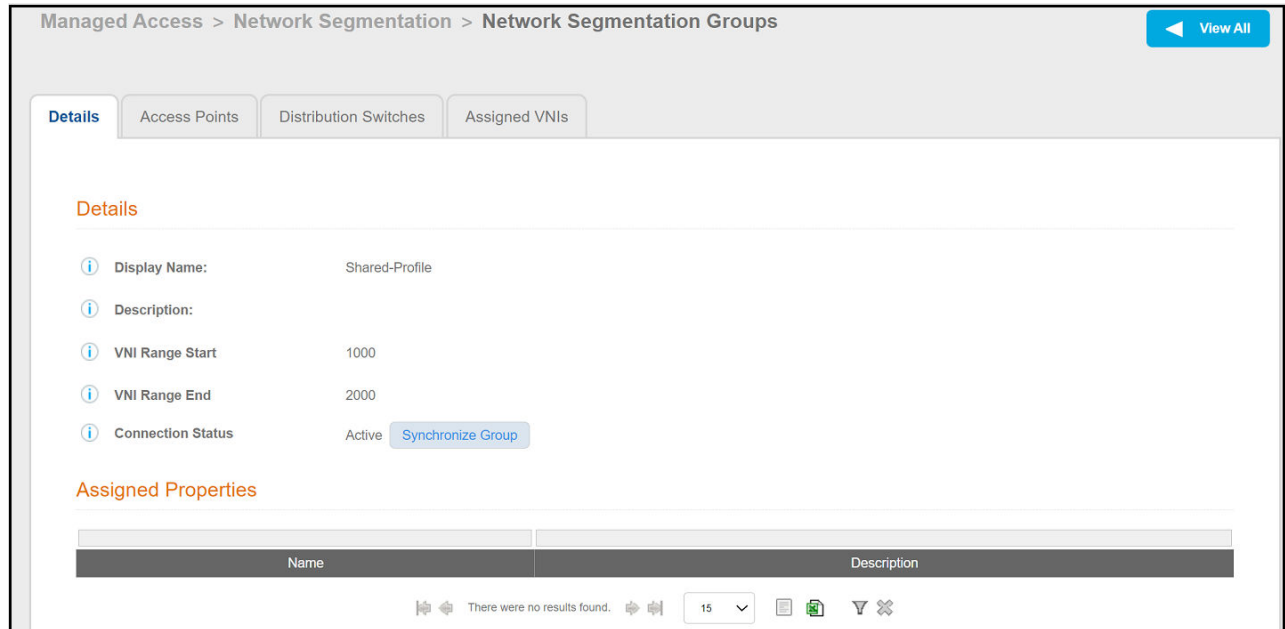 Managed Access > Network Segmentation > Network Segmentation Groups
View All
Details
Access Points
Distribution Switches
Assigned VNIs
Details
Display Name: Shared-Profile
Description:
VNI Range Start 1000
VNI Range End 2000
Connection Status Active Synchronize Group
Assigned Properties
Name Description
There were no results found. 15